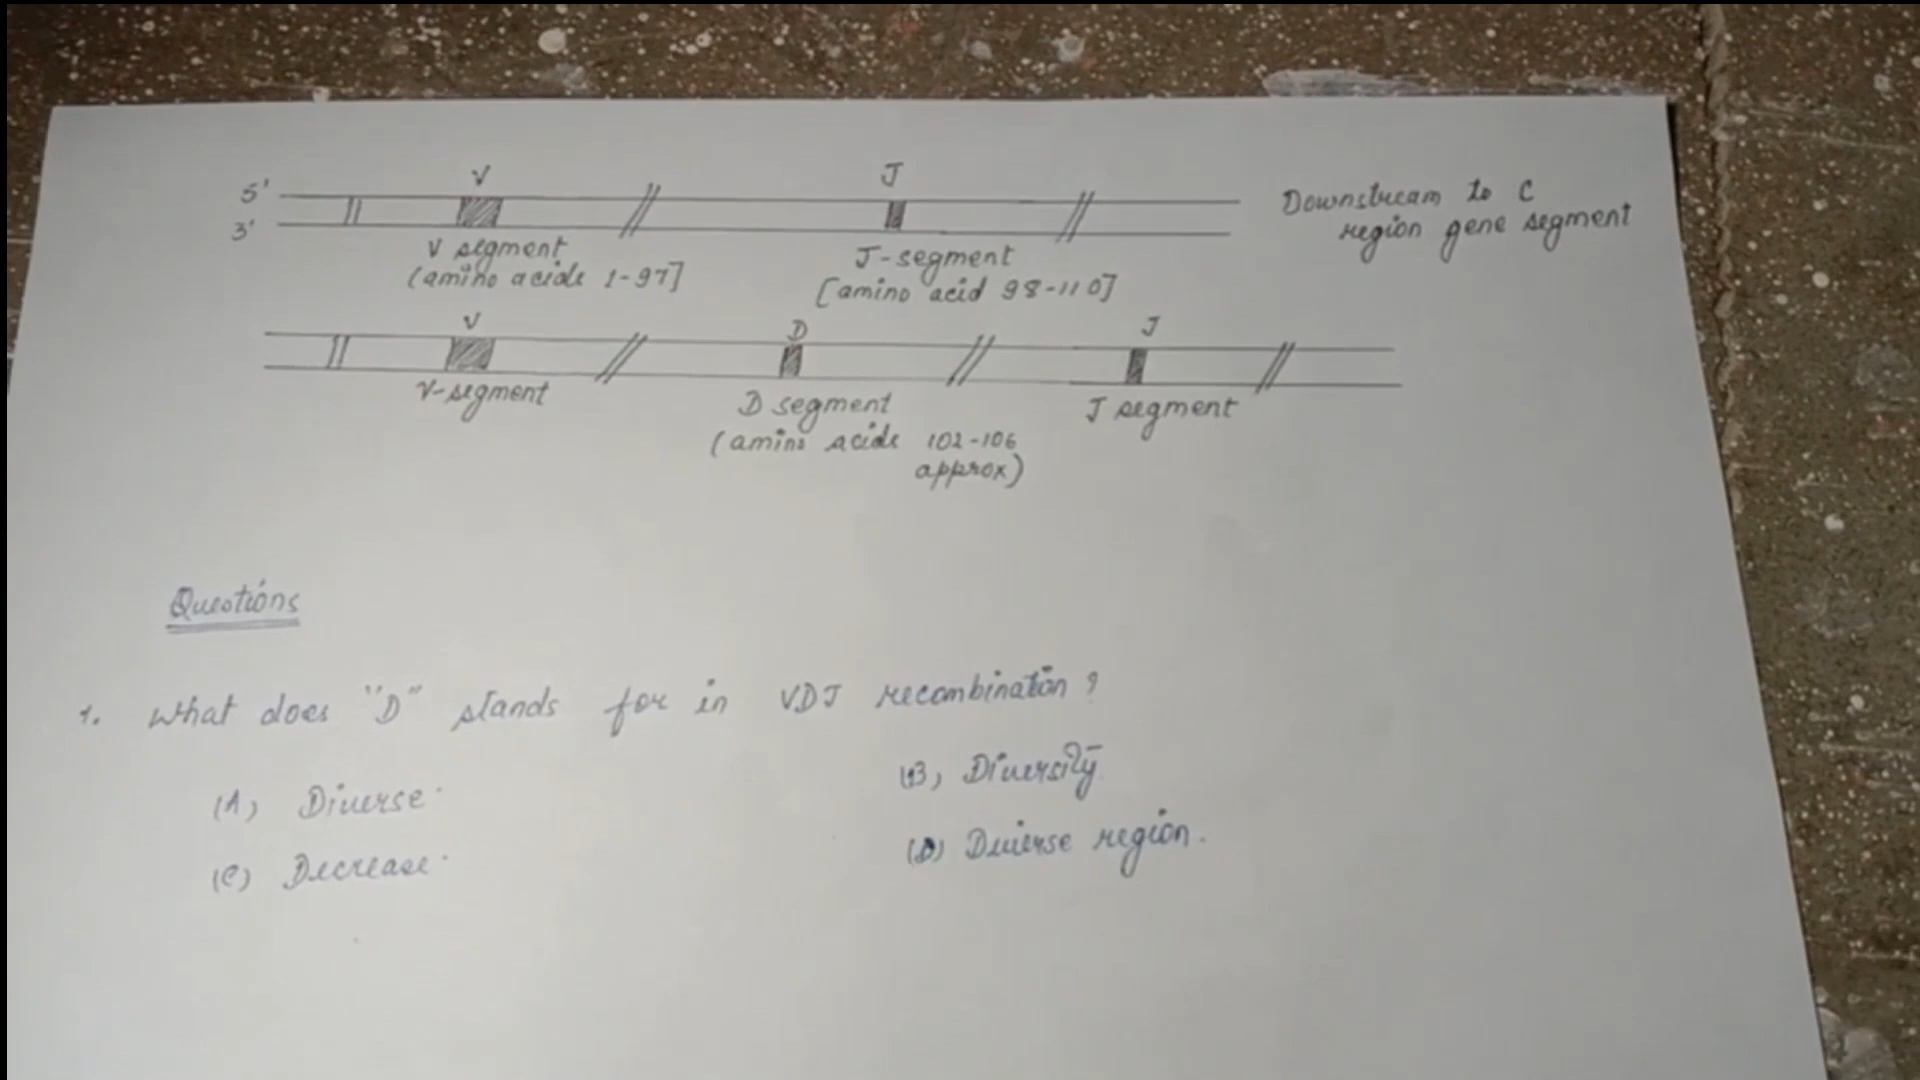 V J
5'
3'
Downstream to C
region gene segment
V segment
(amino acids 1-97]
J-segment
[amino acid 98-110]
V D J
V-segment
D segment
(amino acids 102-106
approx)
J segment
Questions
1. What does "D" stands for in VDJ recombination ?
(A) Diverse.
(B) Diversity
(C) Decrease.
(D) Diverse region.